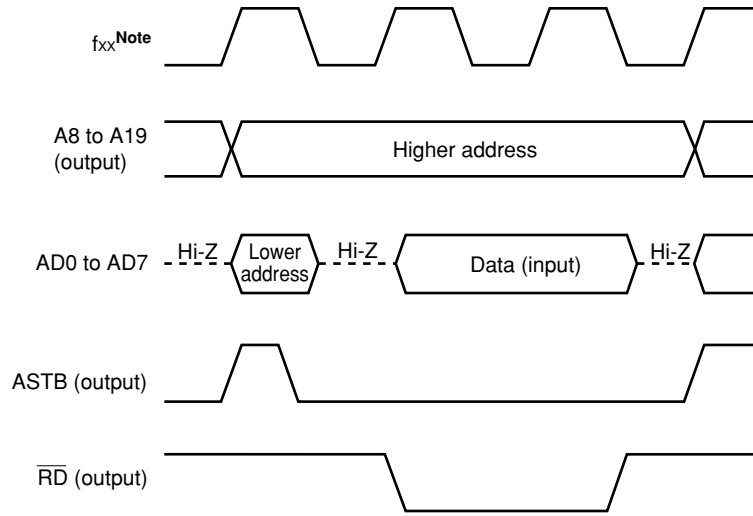 fxxNote
A8 to A19
(output)
Higher address
AD0 to AD7
Hi-Z
Lower
address
Hi-Z
Data (input)
Hi-Z
ASTB (output)
RD (output)